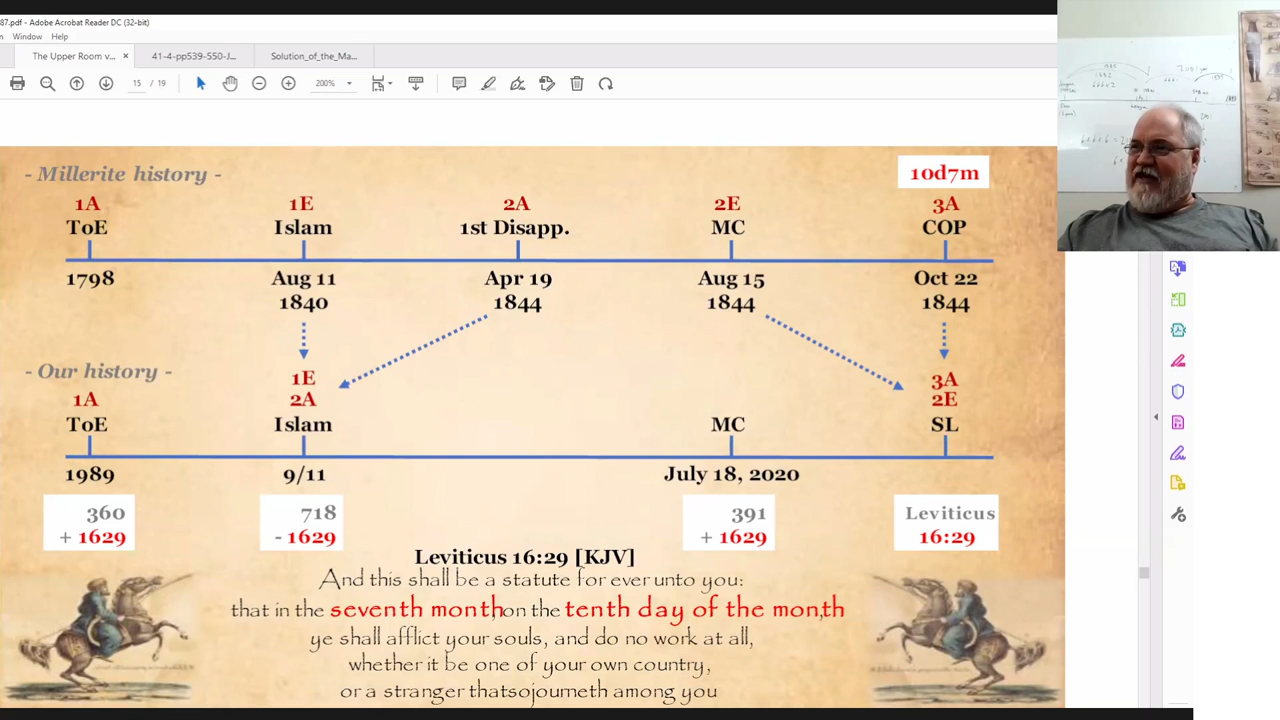 87.pdf - Adobe Acrobat Reader DC (32-bit)
Window Help
The Upper Room v... × 41-4-pp539-550-J... Solution_of_the_Ma...
15 / 19 200%
- Millerite history -
10d7m
1A 1E 2A 2E 3A
ToE Islam 1st Disapp. MC COP
1798 Aug 11 Apr 19 Aug 15 Oct 22
1840 1844 1844 1844
- Our history -
1E 3A
1A 2A 2E
ToE Islam MC SL
1989 9/11 July 18, 2020
360 718 391 Leviticus
+ 1629 - 1629 + 1629 16:29
Leviticus 16:29 [KJV]
And this shall be a statute for ever unto you:
that in the seventh month, on the tenth day of the month,
ye shall afflict your souls, and do no work at all,
whether it be one of your own country,
or a stranger that sojourneth among you